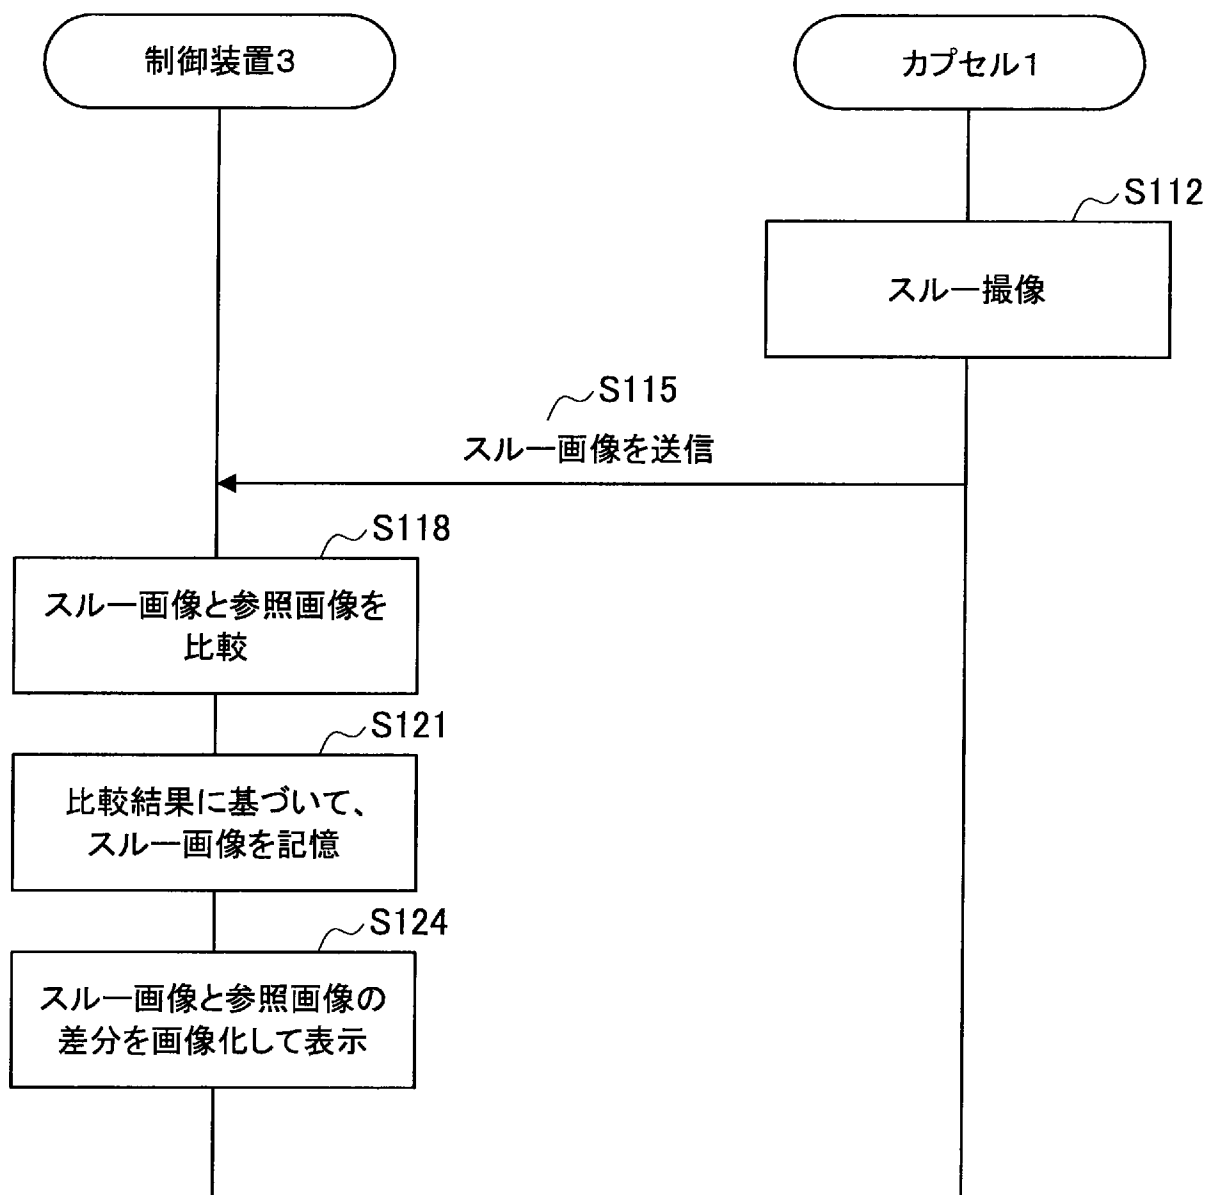 制御装置3
カプセル1
S112
スルー撮像
S115
スルー画像を送信
S118
スルー画像と参照画像を
比較
S121
比較結果に基づいて、
スルー画像を記憶
S124
スルー画像と参照画像の
差分を画像化して表示